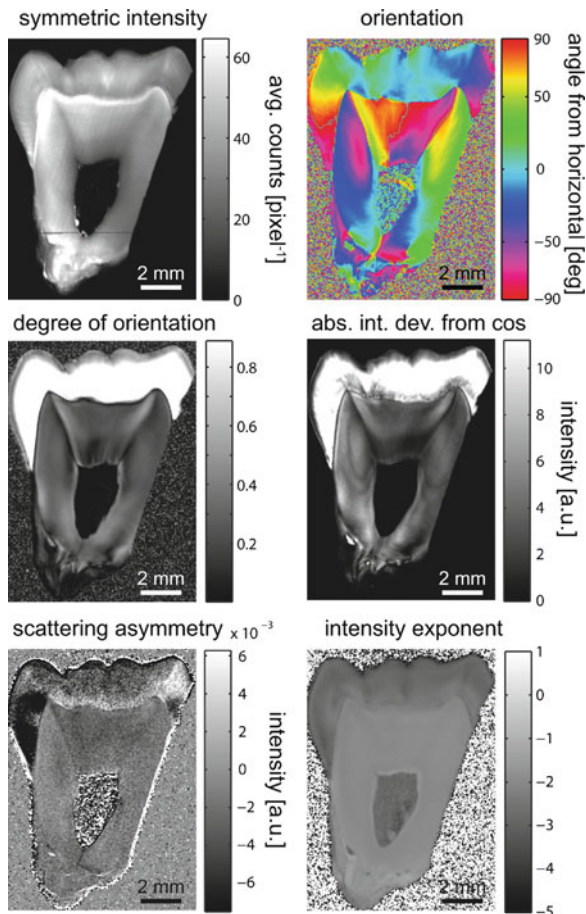 symmetric intensity
60
40
20
0
avg. counts [pixel-1]
2 mm
orientation
90
50
0
−50
−90
angle from horizontal [deg]
2 mm
degree of orientation
0.8
0.6
0.4
0.2
2 mm
abs. int. dev. from cos
10
8
6
4
2
0
intensity [a.u.]
2 mm
scattering asymmetry x 10−3
6
4
2
0
−2
−4
−6
intensity [a.u.]
2 mm
intensity exponent
1
0
−1
−2
−3
−4
−5
2 mm